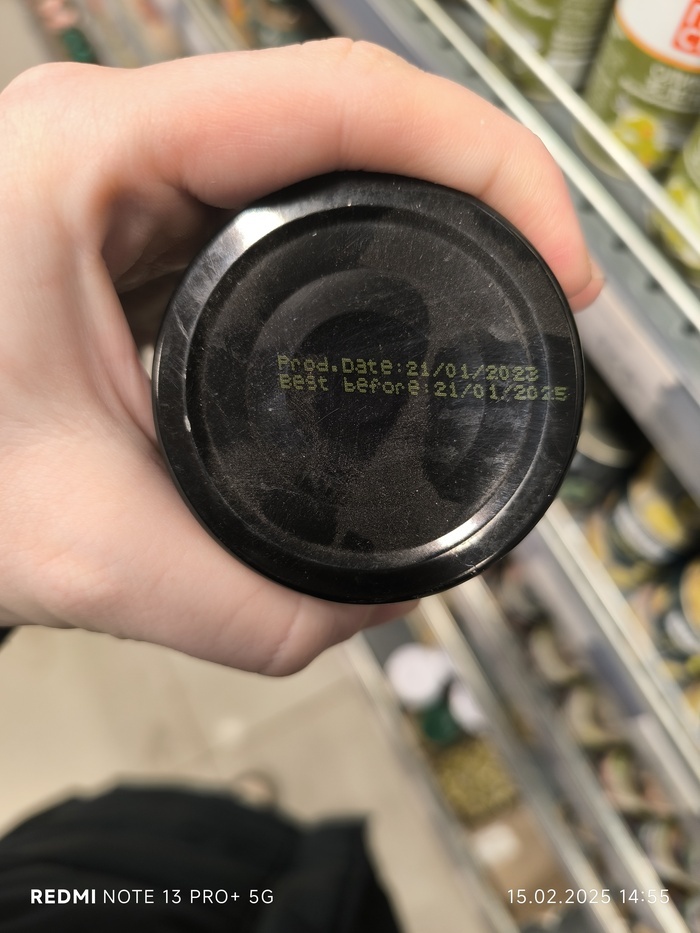 Prod.Date:21/01/2023
Best before:21/01/2025
REDMI NOTE 13 PRO+ 5G
15.02.2025 14:55